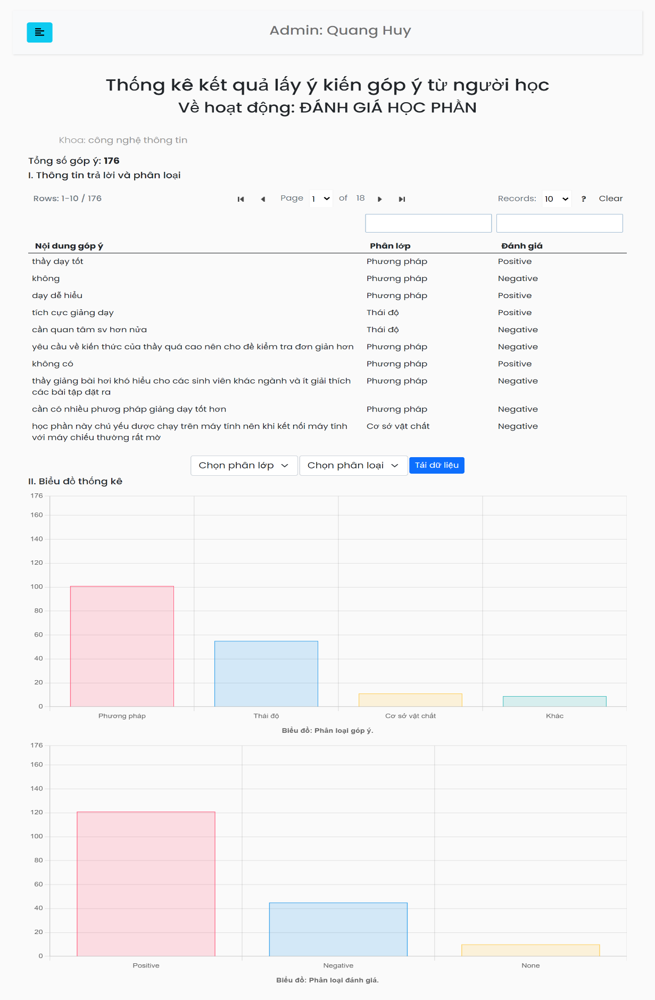 Admin: Quang Huy
Thống kê kết quả lấy ý kiến góp ý từ người học
Về hoạt động: ĐÁNH GIÁ HỌC PHẦN
Khoa: công nghệ thông tin
Tổng số góp ý: 176
I. Thông tin trả lời và phân loại
Rows: 1-10 / 176 Page 1 of 18 Records: 10 ? Clear
Nội dung góp ý Phân lớp Đánh giá
thầy dạy tốt Phương pháp Positive
không Phương pháp Negative
dạy dễ hiểu Phương pháp Positive
tích cực giảng dạy Thái độ Positive
cần quan tâm sv hơn nửa Thái độ Negative
yêu cầu về kiến thức của thầy quá cao nên cho đề kiểm tra đơn giản hơn Phương pháp Negative
không có Phương pháp Positive
thầy giảng bài hơi khó hiểu cho các sinh viên khác ngành và ít giải thích Phương pháp Negative
các bài tập đặt ra
cần có nhiều phươg pháp giảng dạy tốt hơn Phương pháp Negative
học phần này chủ yếu được chạy trên máy tính nên khi kết nối máy tính Cơ sở vật chất Negative
với máy chiếu thường rất mờ
Chọn phân lớp Chọn phân loại Tải dữ liệu
II. Biểu đồ thống kê
176
160
140
120
100
80
60
40
20
0
Phương pháp Thái độ Cơ sở vật chất Khác
Biểu đồ: Phân loại góp ý.
176
160
140
120
100
80
60
40
20
0
Positive Negative None
Biểu đồ: Phân loại đánh giá.